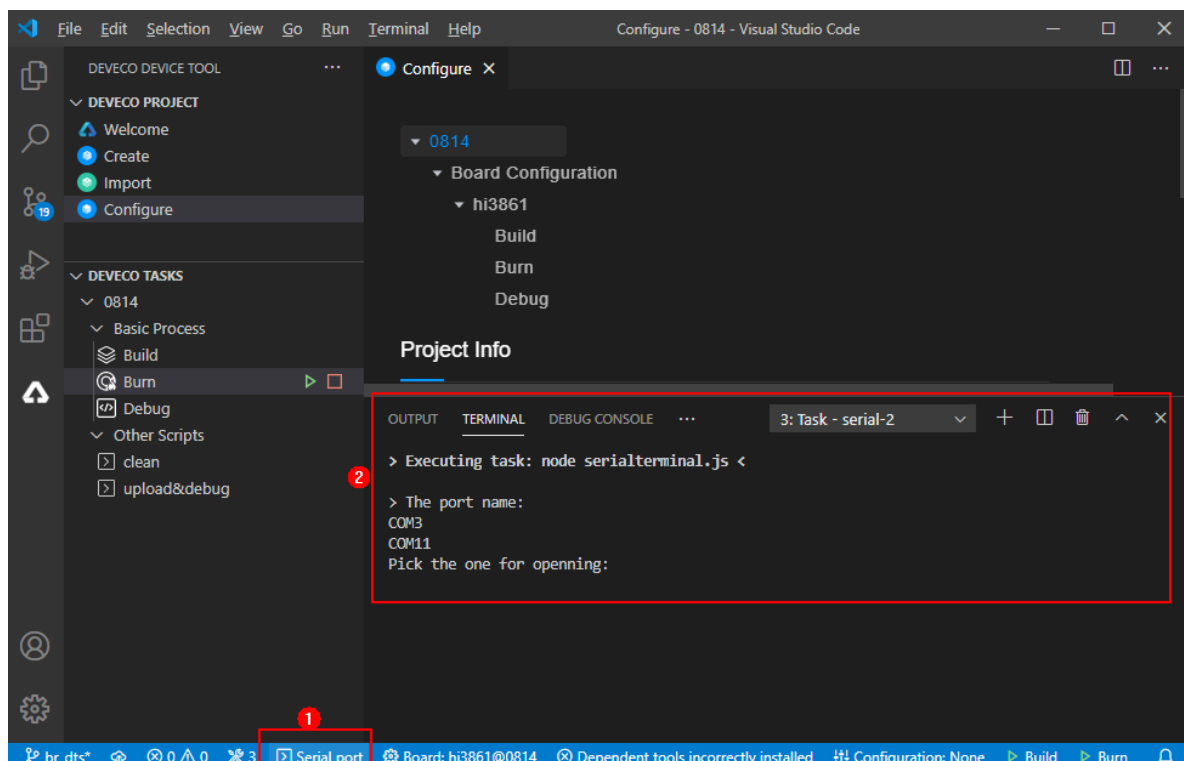 File Edit Selection View Go Run Terminal Help Configure - 0814 - Visual Studio Code
DEVECO DEVICE TOOL
Configure
DEVECO PROJECT
Welcome
Create
Import
Configure
19
DEVECO TASKS
0814
Basic Process
Build
Burn
Debug
Other Scripts
clean
upload&debug
0814
Board Configuration
hi3861
Build
Burn
Debug
Project Info
OUTPUT TERMINAL DEBUG CONSOLE ... 3: Task - serial-2
> Executing task: node serialterminal.js <
> The port name:
COM3
COM11
Pick the one for openning:
2
1
br_dts* 0 0 3 Serial port Board: hi3861@0814 Dependent tools incorrectly installed Configuration: None Build Burn